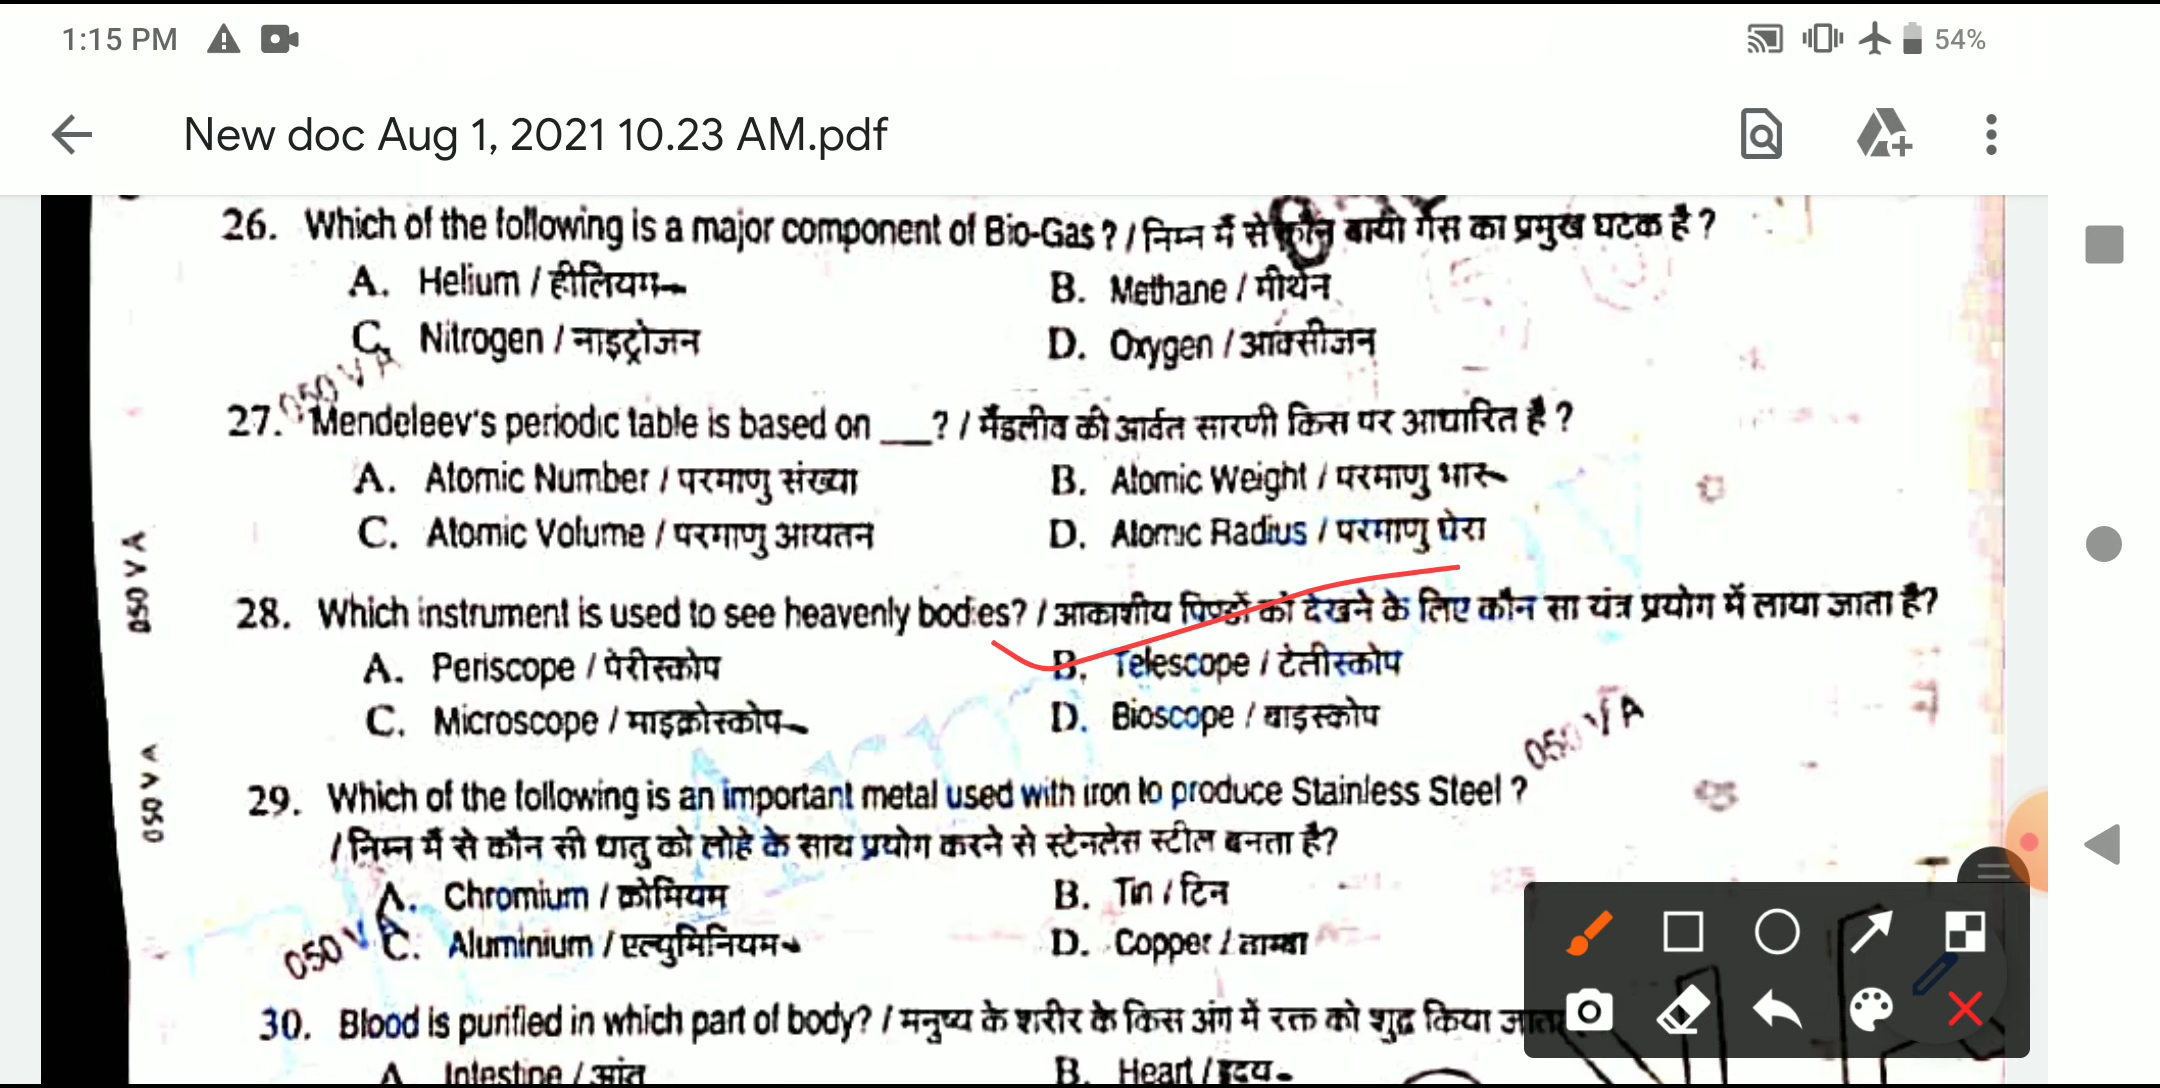 1:15 PM 54%
New doc Aug 1, 2021 10.23 AM.pdf
26. Which of the following is a major component of Bio-Gas ? / निम्न में से कौन बायो गैस का प्रमुख घटक है ?
A. Helium / हीलियम
B. Methane / मीथेन
C. Nitrogen / नाइट्रोजन
D. Oxygen / आक्सीजन
050 V A
27. Mendeleev's periodic table is based on ___? / मेंडलीव की आर्वत सारणी किस पर आधारित है ?
A. Atomic Number / परमाणु संख्या
B. Atomic Weight / परमाणु भार
C. Atomic Volume / परमाणु आयतन
D. Atomic Radius / परमाणु घेरा
050 V A
28. Which instrument is used to see heavenly bodies? / आकाशीय पिण्डों को देखने के लिए कौन सा यंत्र प्रयोग में लाया जाता है?
A. Periscope / पेरीस्कोप
B. Telescope / टेलीस्कोप
C. Microscope / माइक्रोस्कोप
D. Bioscope / बाइस्कोप
050 V A
050 V A
29. Which of the following is an important metal used with iron to produce Stainless Steel ?
/ निम्न में से कौन सी धातु को लोहे के साथ प्रयोग करने से स्टेनलेस स्टील बनता है?
A. Chromium / क्रोमियम
B. Tin / टिन
C. Aluminium / एल्युमिनियम
D. Copper / ताम्बा
050 V A
30. Blood is purified in which part of body? / मनुष्य के शरीर के किस अंग में रक्त को शुद्ध किया जाता
A. Intestine / आंत
B. Heart / हृदय